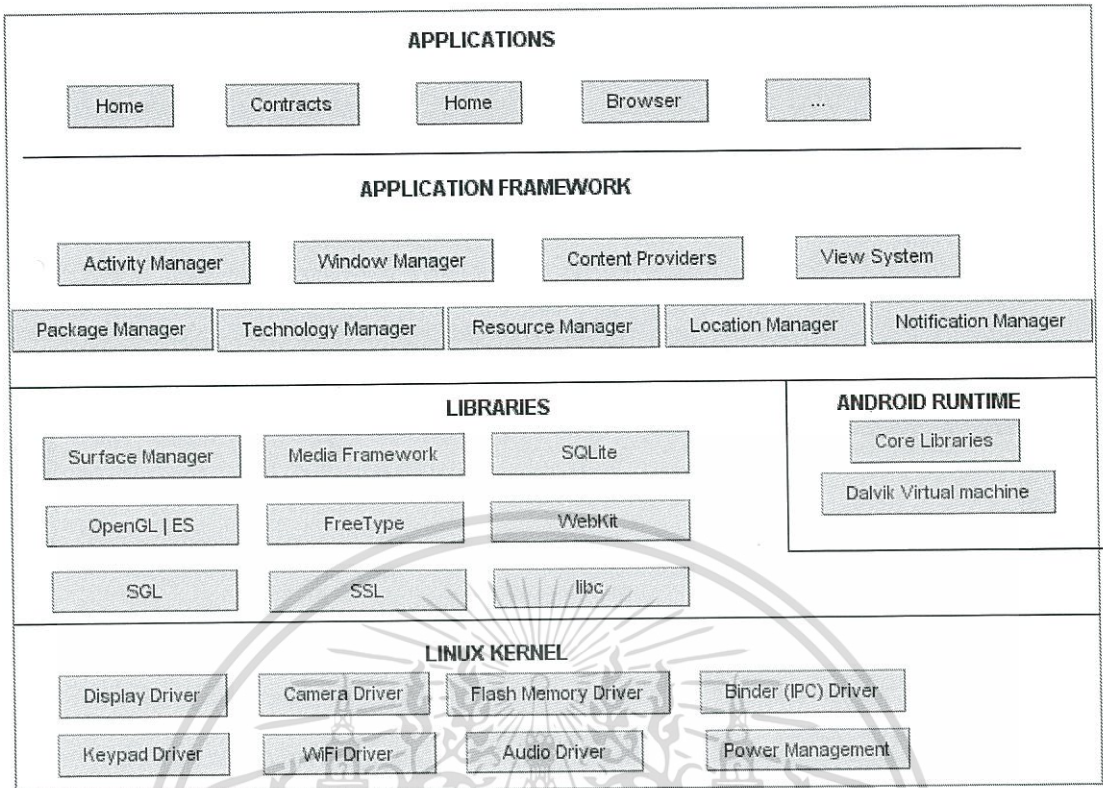 APPLICATIONS
Home Contracts Home Browser ...
APPLICATION FRAMEWORK
Activity Manager Window Manager Content Providers View System
Package Manager Technology Manager Resource Manager Location Manager Notification Manager
LIBRARIES
Surface Manager Media Framework SQLite
OpenGL | ES FreeType WebKit
SGL SSL libc
ANDROID RUNTIME
Core Libraries
Dalvik Virtual machine
LINUX KERNEL
Display Driver Camera Driver Flash Memory Driver Binder (IPC) Driver
Keypad Driver WiFi Driver Audio Driver Power Management